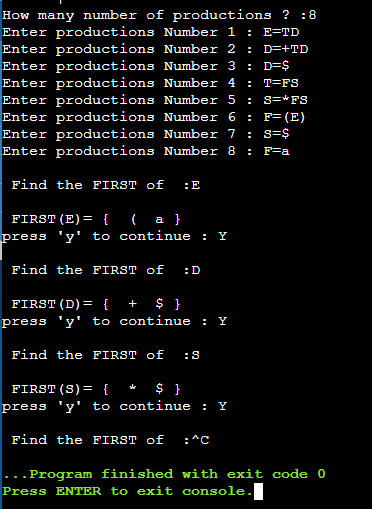 How many number of productions ? :8
Enter productions Number 1 : E=TD
Enter productions Number 2 : D=+TD
Enter productions Number 3 : D=$
Enter productions Number 4 : T=FS
Enter productions Number 5 : S=*FS
Enter productions Number 6 : F=(E)
Enter productions Number 7 : S=$
Enter productions Number 8 : F=a
Find the FIRST of  :E
FIRST(E)= {  (  a }
press 'y' to continue : Y
Find the FIRST of  :D
FIRST(D)= {  +  $ }
press 'y' to continue : Y
Find the FIRST of  :S
FIRST(S)= {  *  $ }
press 'y' to continue : Y
Find the FIRST of  :^C
...Program finished with exit code 0
Press ENTER to exit console.